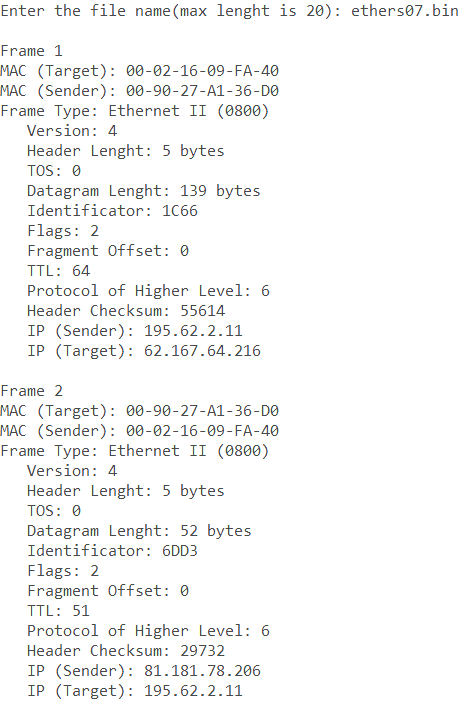 Enter the file name(max lenght is 20): ethers07.bin
Frame 1
MAC (Target): 00-02-16-09-FA-40
MAC (Sender): 00-90-27-A1-36-D0
Frame Type: Ethernet II (0800)
Version: 4
Header Lenght: 5 bytes
TOS: 0
Datagram Lenght: 139 bytes
Identificator: 1C66
Flags: 2
Fragment Offset: 0
TTL: 64
Protocol of Higher Level: 6
Header Checksum: 55614
IP (Sender): 195.62.2.11
IP (Target): 62.167.64.216
Frame 2
MAC (Target): 00-90-27-A1-36-D0
MAC (Sender): 00-02-16-09-FA-40
Frame Type: Ethernet II (0800)
Version: 4
Header Lenght: 5 bytes
TOS: 0
Datagram Lenght: 52 bytes
Identificator: 6DD3
Flags: 2
Fragment Offset: 0
TTL: 51
Protocol of Higher Level: 6
Header Checksum: 29732
IP (Sender): 81.181.78.206
IP (Target): 195.62.2.11